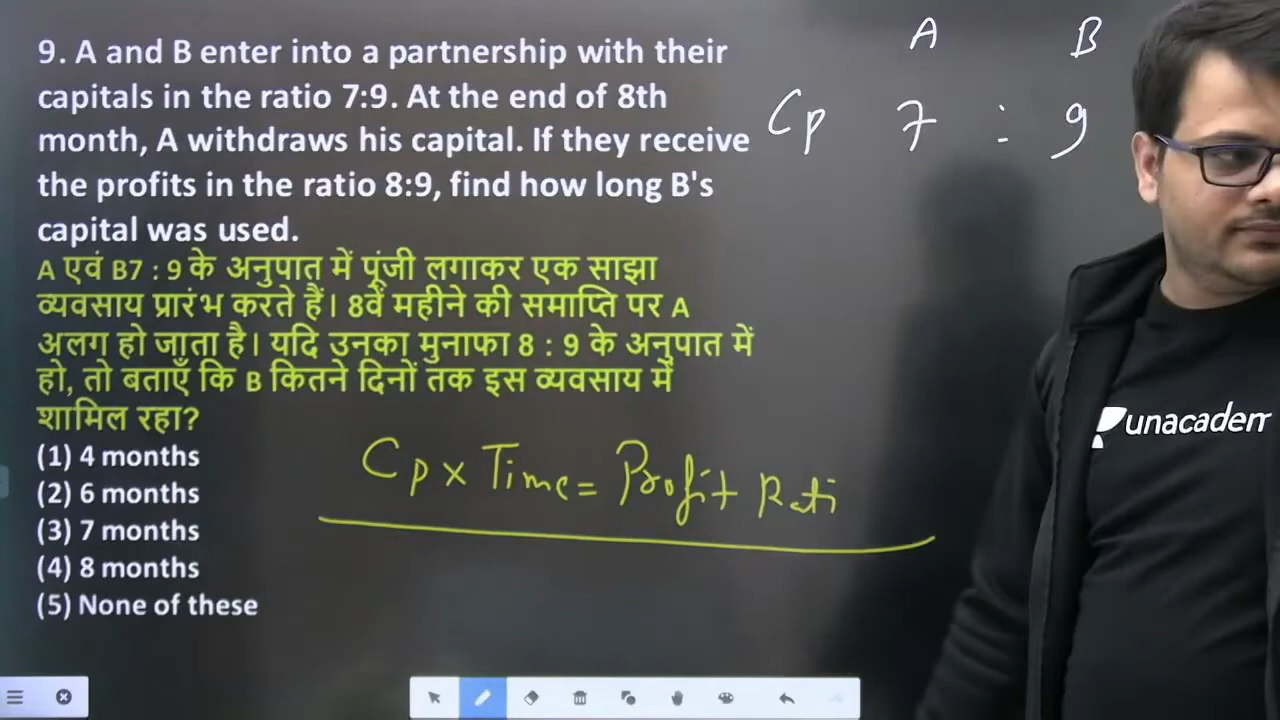 9. A and B enter into a partnership with their
capitals in the ratio 7:9. At the end of 8th
month, A withdraws his capital. If they receive
the profits in the ratio 8:9, find how long B's
capital was used.
A एवं B7 : 9 के अनुपात में पूंजी लगाकर एक साझा
व्यवसाय प्रारंभ करते हैं। 8वें महीने की समाप्ति पर A
अलग हो जाता है। यदि उनका मुनाफा 8 : 9 के अनुपात में
हो, तो बताएँ कि B कितने दिनों तक इस व्यवसाय में
शामिल रहा?
(1) 4 months
(2) 6 months
(3) 7 months
(4) 8 months
(5) None of these
A B
Cp 7 : 9
Cp x Time = Profit Rati
unacadem